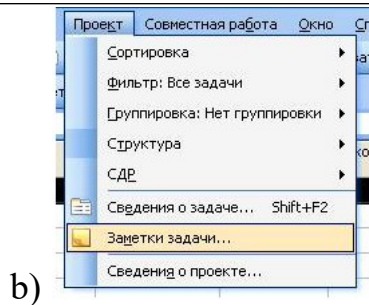 Проект Совместная работа Окно
Сортировка
Фильтр: Все задачи
Группировка: Нет группировки
Структура
СДР
Сведения о задаче... Shift+F2
Заметки задачи...
Сведения о проекте...
b)